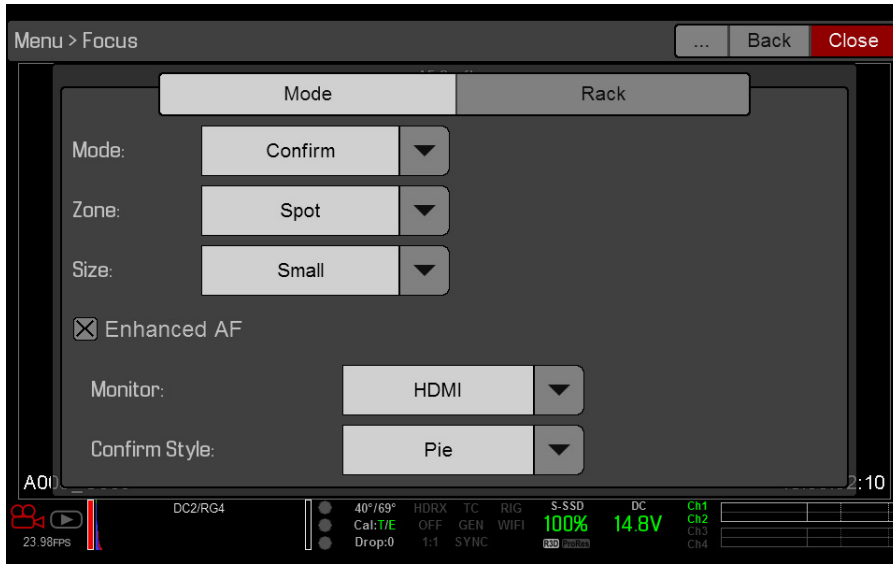 Menu > Focus
... Back Close
Mode Rack
Mode: Confirm
Zone: Spot
Size: Small
Enhanced AF
Monitor: HDMI
Confirm Style: Pie
:10
DC2/RG4 40°/69° HDRX TC RIG S-SSD DC Ch1
Cal:T/E OFF GEN WIFI 100% 14.8V Ch2
23.98FPS Drop:0 1:1 SYNC R3D ProRes Ch3
Ch4